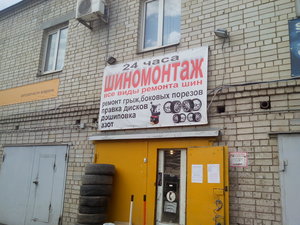 24 часа
ШИНОМОНТАЖ
все виды ремонта шин
ремонт грыж,боковых порезов
правка дисков
дошиповка
азот